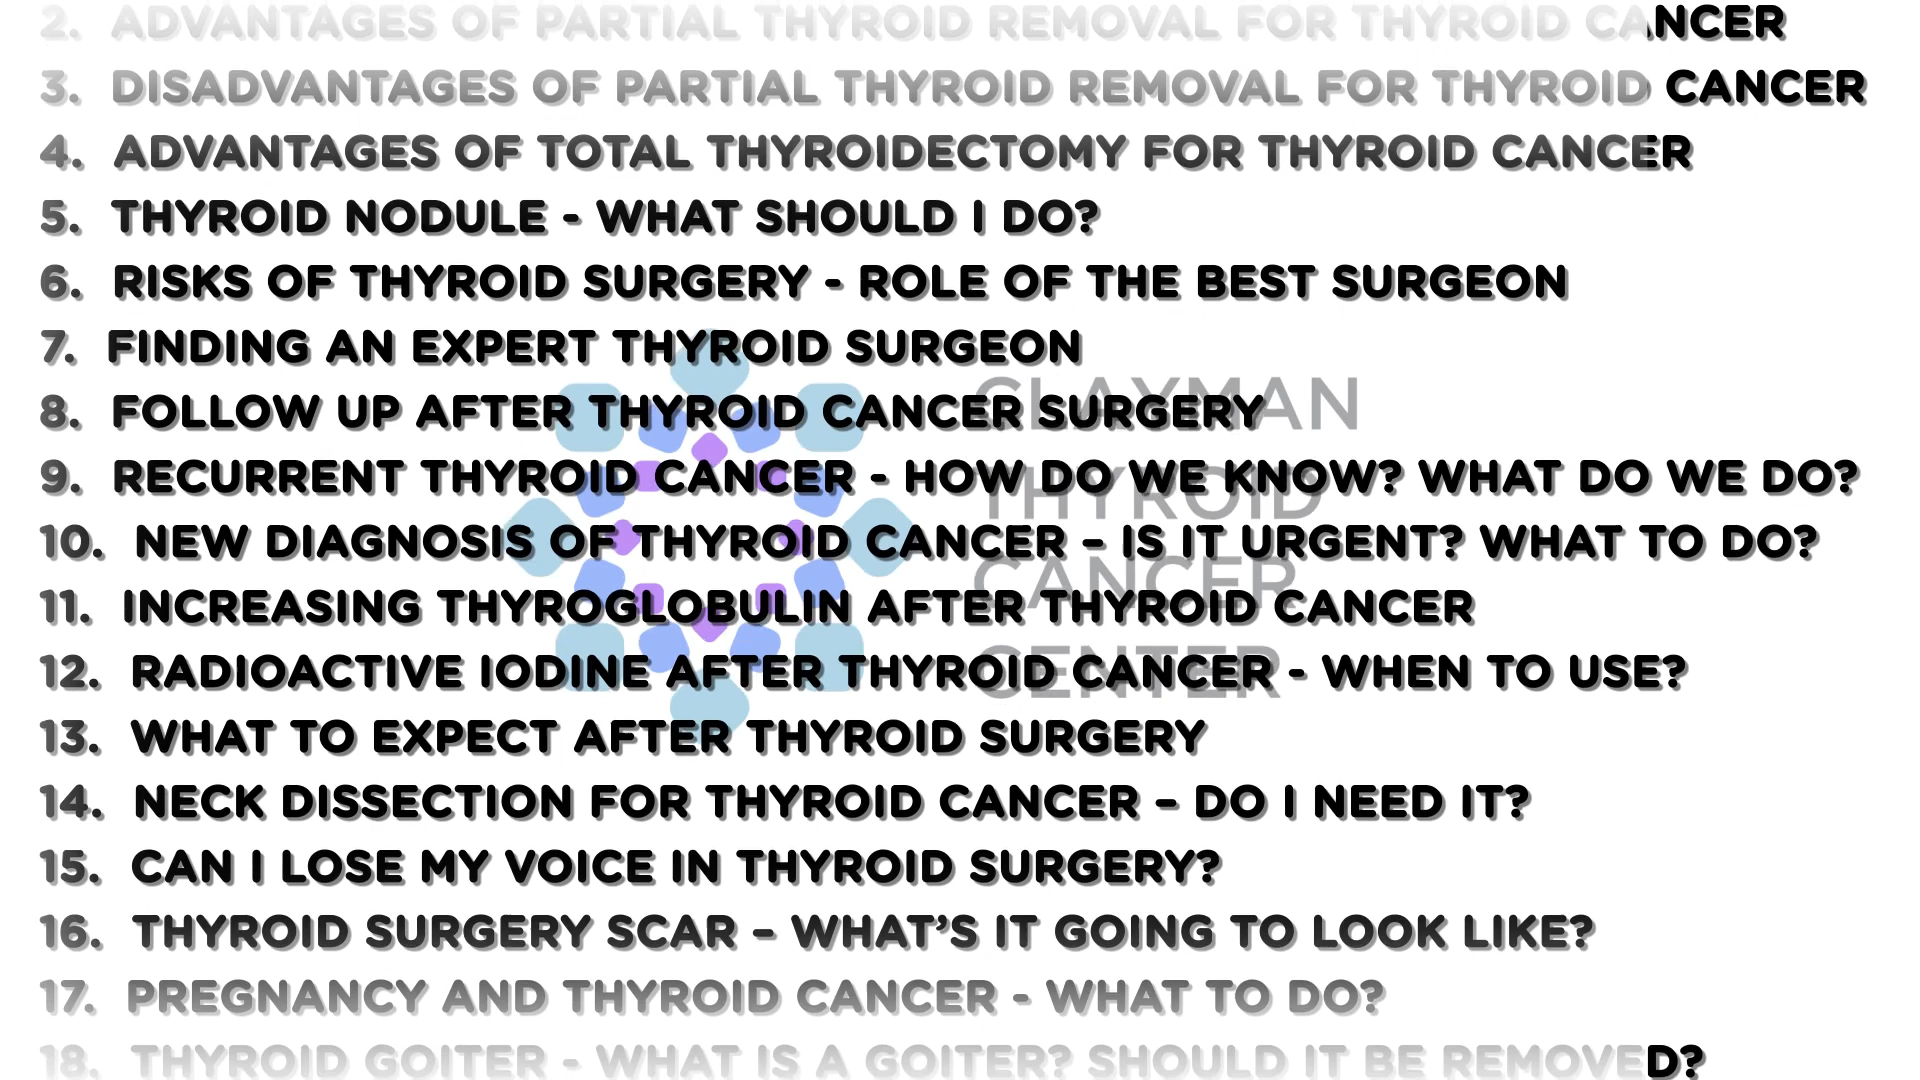 2. ADVANTAGES OF PARTIAL THYROID REMOVAL FOR THYROID CANCER
3. DISADVANTAGES OF PARTIAL THYROID REMOVAL FOR THYROID CANCER
4. ADVANTAGES OF TOTAL THYROIDECTOMY FOR THYROID CANCER
5. THYROID NODULE - WHAT SHOULD I DO?
6. RISKS OF THYROID SURGERY - ROLE OF THE BEST SURGEON
7. FINDING AN EXPERT THYROID SURGEON
8. FOLLOW UP AFTER THYROID CANCER SURGERY
9. RECURRENT THYROID CANCER - HOW DO WE KNOW? WHAT DO WE DO?
10. NEW DIAGNOSIS OF THYROID CANCER – IS IT URGENT? WHAT TO DO?
11. INCREASING THYROGLOBULIN AFTER THYROID CANCER
12. RADIOACTIVE IODINE AFTER THYROID CANCER - WHEN TO USE?
13. WHAT TO EXPECT AFTER THYROID SURGERY
14. NECK DISSECTION FOR THYROID CANCER – DO I NEED IT?
15. CAN I LOSE MY VOICE IN THYROID SURGERY?
16. THYROID SURGERY SCAR – WHAT’S IT GOING TO LOOK LIKE?
17. PREGNANCY AND THYROID CANCER - WHAT TO DO?
18. THYROID GOITER - WHAT IS A GOITER? SHOULD IT BE REMOVED?
CLAYMAN
THYROID
CANCER
CENTER